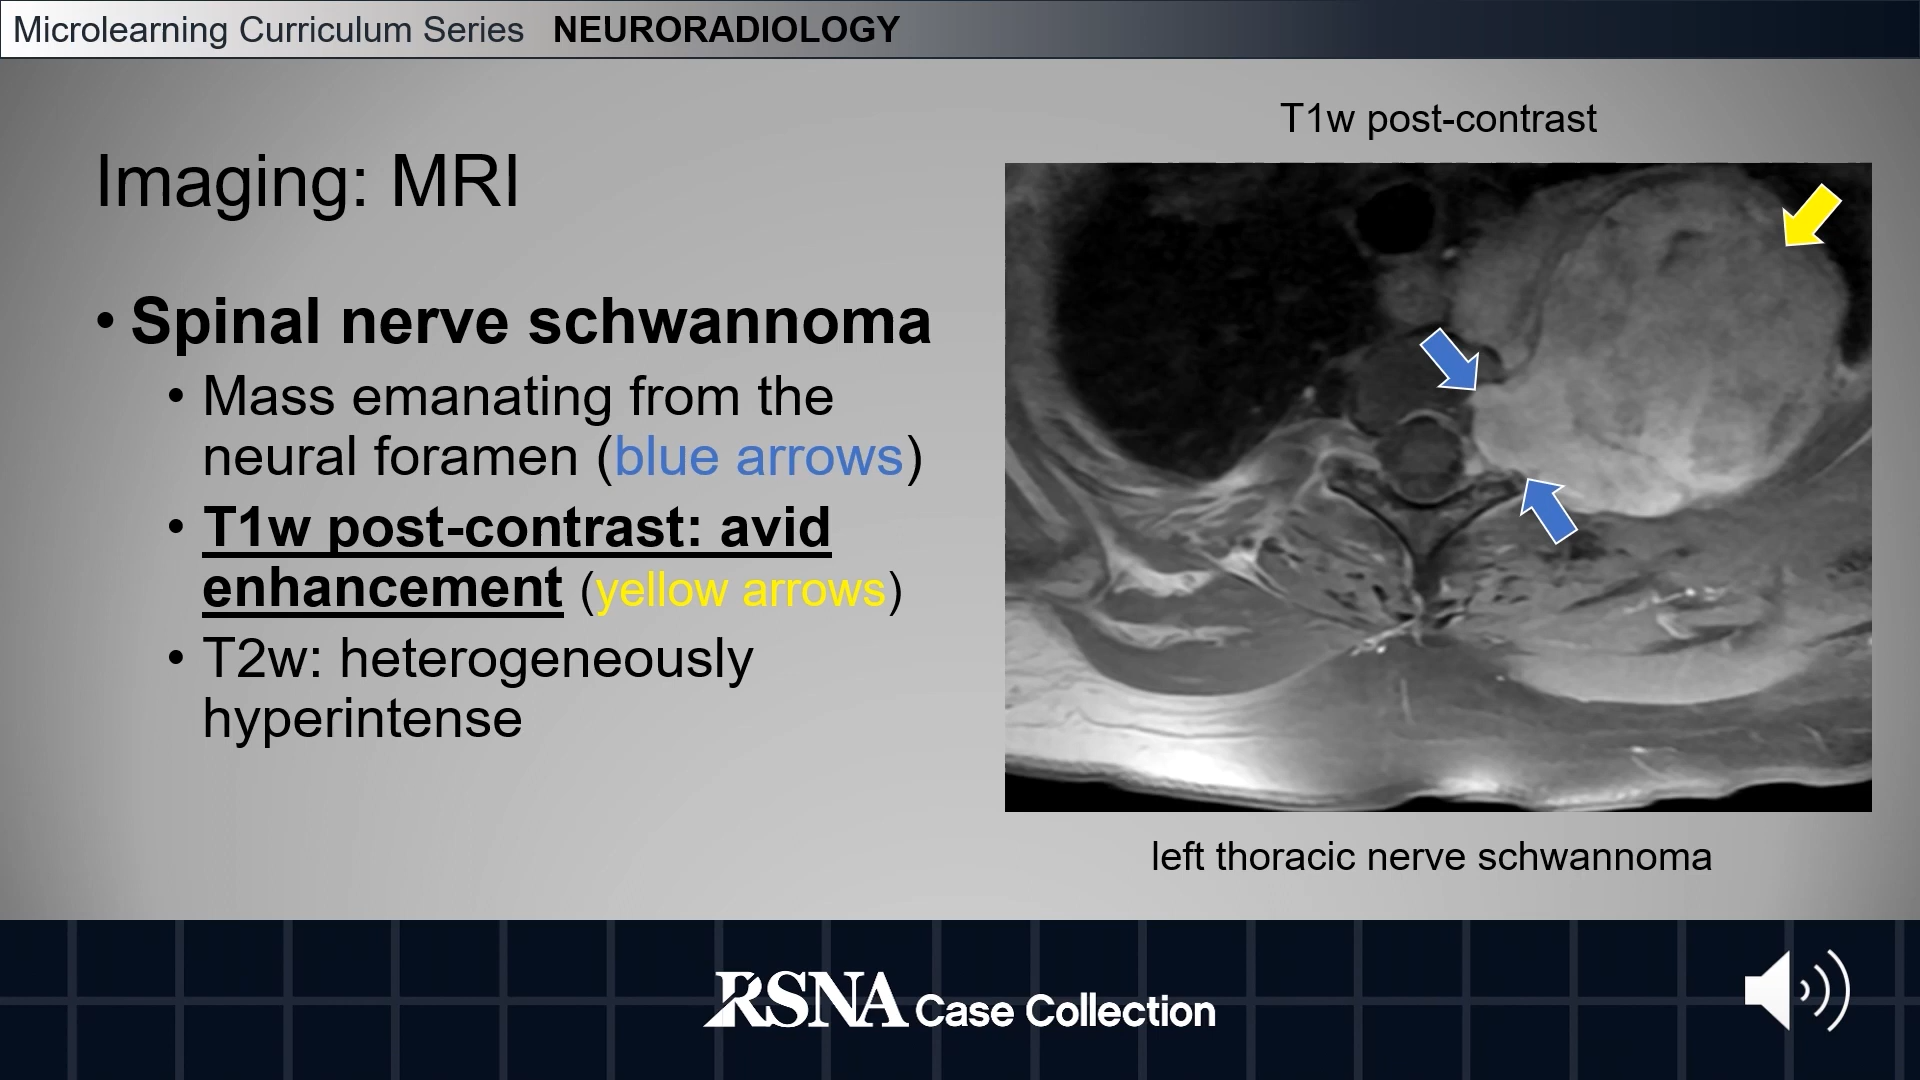 Microlearning Curriculum Series NEURORADIOLOGY
T1w post-contrast
Imaging: MRI
• Spinal nerve schwannoma
• Mass emanating from the
neural foramen (blue arrows)
• T1w post-contrast: avid
enhancement (yellow arrows)
• T2w: heterogeneously
hyperintense
left thoracic nerve schwannoma
RSNA Case Collection